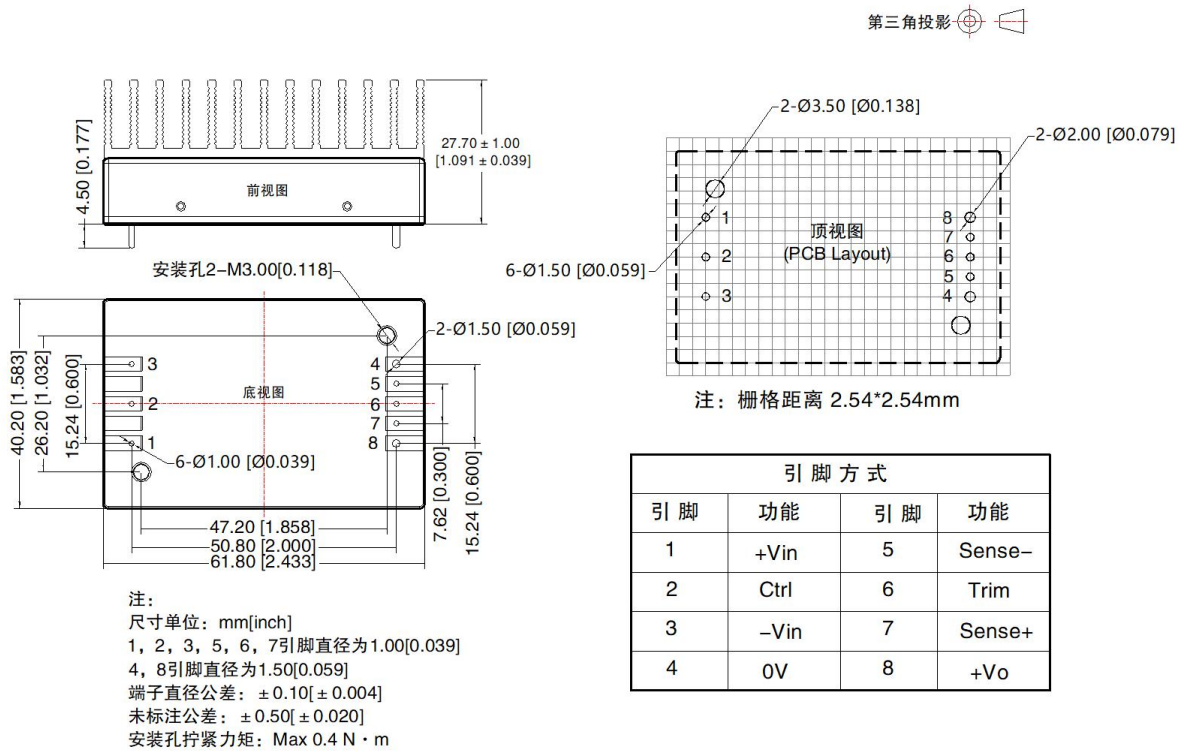 第三角投影
4.50 [0.177]
27.70 ± 1.00
[1.091 ± 0.039]
前视图
安装孔2-M3.00[0.118]
2-Ø1.50 [Ø0.059]
40.20 [1.583]
26.20 [1.032]
15.24 [0.600]
3
2
1
底视图
4
5
6
7
8
6-Ø1.00 [Ø0.039]
7.62 [0.300]
15.24 [0.600]
47.20 [1.858]
50.80 [2.000]
61.80 [2.433]
注:
尺寸单位: mm[inch]
1, 2, 3, 5, 6, 7引脚直径为1.00[0.039]
4, 8引脚直径为1.50[0.059]
端子直径公差: ±0.10[±0.004]
未标注公差: ±0.50[±0.020]
安装孔拧紧力矩: Max 0.4 N·m
2-Ø3.50 [Ø0.138]
2-Ø2.00 [Ø0.079]
6-Ø1.50 [Ø0.059]
1
2
3
顶视图
(PCB Layout)
8
7
6
5
4
注: 栅格距离 2.54*2.54mm
引脚方式
引脚 功能 引脚 功能
1 +Vin 5 Sense-
2 Ctrl 6 Trim
3 -Vin 7 Sense+
4 0V 8 +Vo